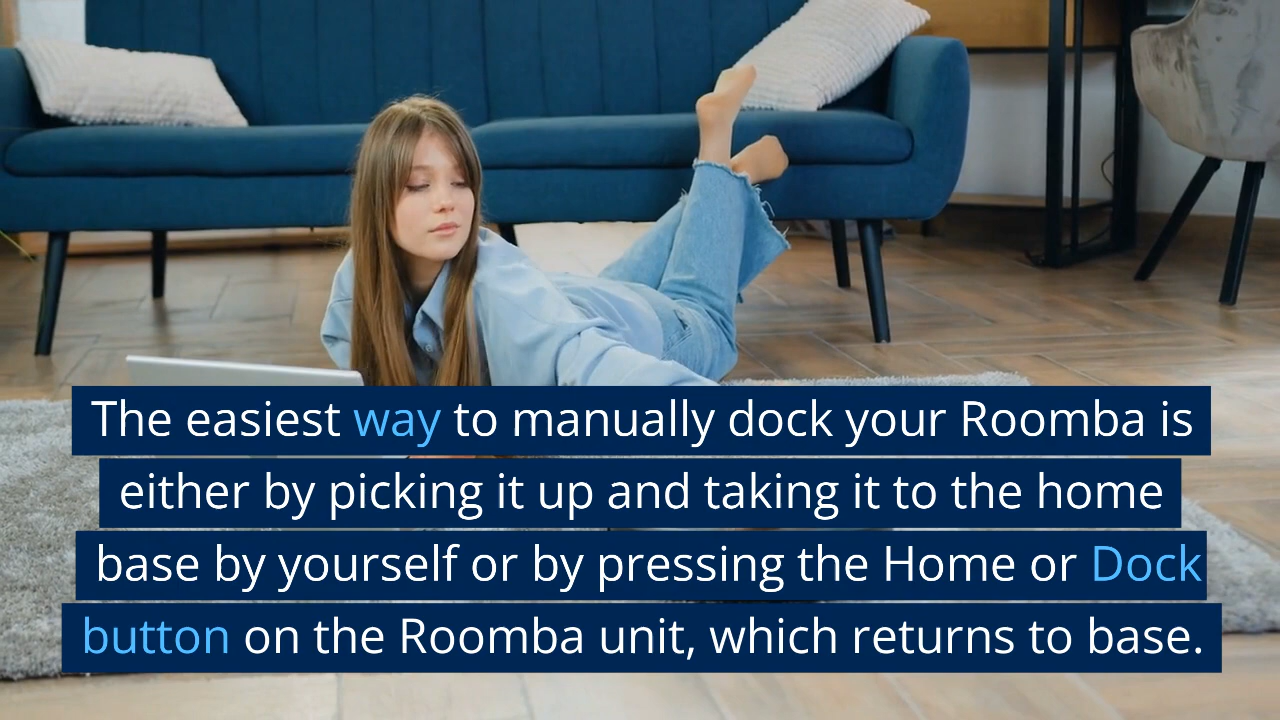 The easiest way to manually dock your Roomba is
either by picking it up and taking it to the home
base by yourself or by pressing the Home or Dock
button on the Roomba unit, which returns to base.